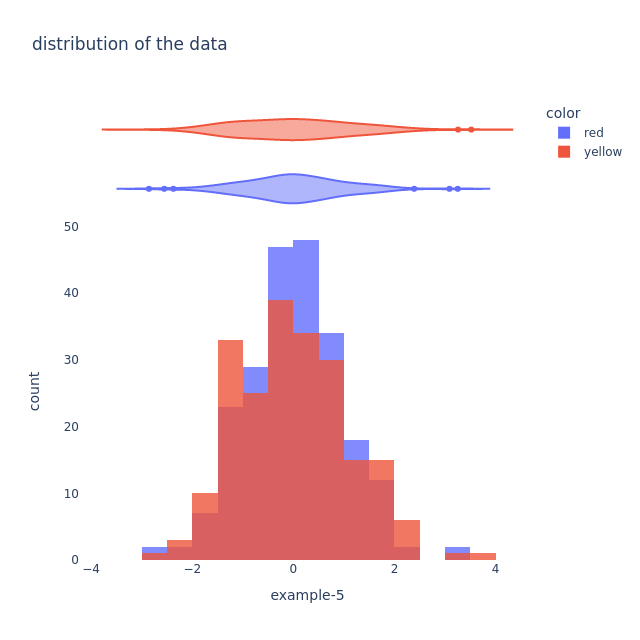 distribution of the data
color
red
yellow
50
40
30
20
10
0
count
−4
−2
0
2
4
example-5